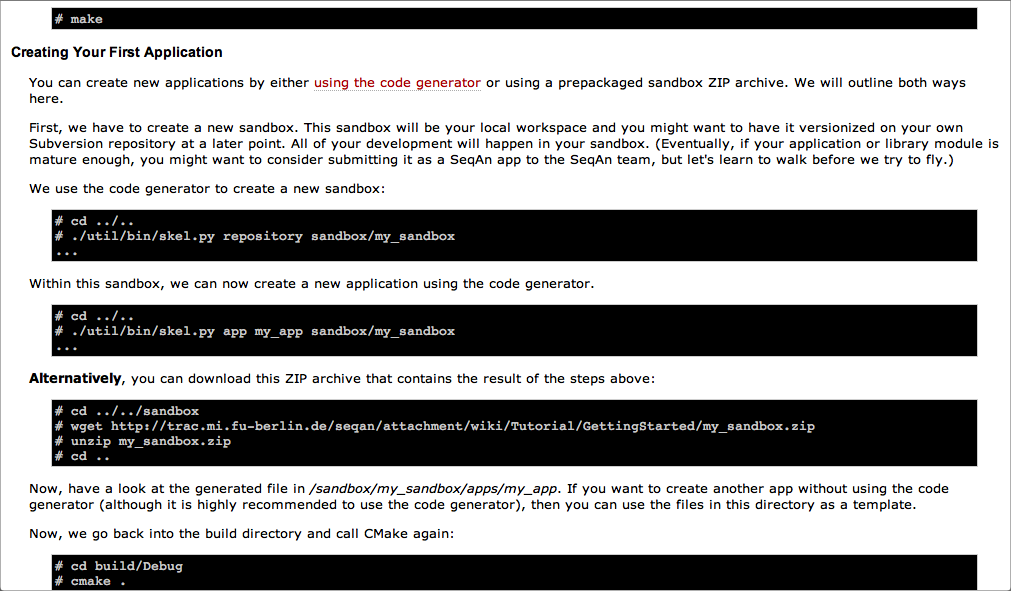 # make
Creating Your First Application
You can create new applications by either using the code generator or using a prepackaged sandbox ZIP archive. We will outline both ways
here.
First, we have to create a new sandbox. This sandbox will be your local workspace and you might want to have it versionized on your own
Subversion repository at a later point. All of your development will happen in your sandbox. (Eventually, if your application or library module is
mature enough, you might want to consider submitting it as a SeqAn app to the SeqAn team, but let's learn to walk before we try to fly.)
We use the code generator to create a new sandbox:
# cd ../..
# ./util/bin/skel.py repository sandbox/my_sandbox
...
Within this sandbox, we can now create a new application using the code generator.
# cd ../..
# ./util/bin/skel.py app my_app sandbox/my_sandbox
...
Alternatively, you can download this ZIP archive that contains the result of the steps above:
# cd ../../sandbox
# wget http://trac.mi.fu-berlin.de/seqan/attachment/wiki/Tutorial/GettingStarted/my_sandbox.zip
# unzip my_sandbox.zip
# cd ..
Now, have a look at the generated file in /sandbox/my_sandbox/apps/my_app. If you want to create another app without using the code
generator (although it is highly recommended to use the code generator), then you can use the files in this directory as a template.
Now, we go back into the build directory and call CMake again:
# cd build/Debug
# cmake .